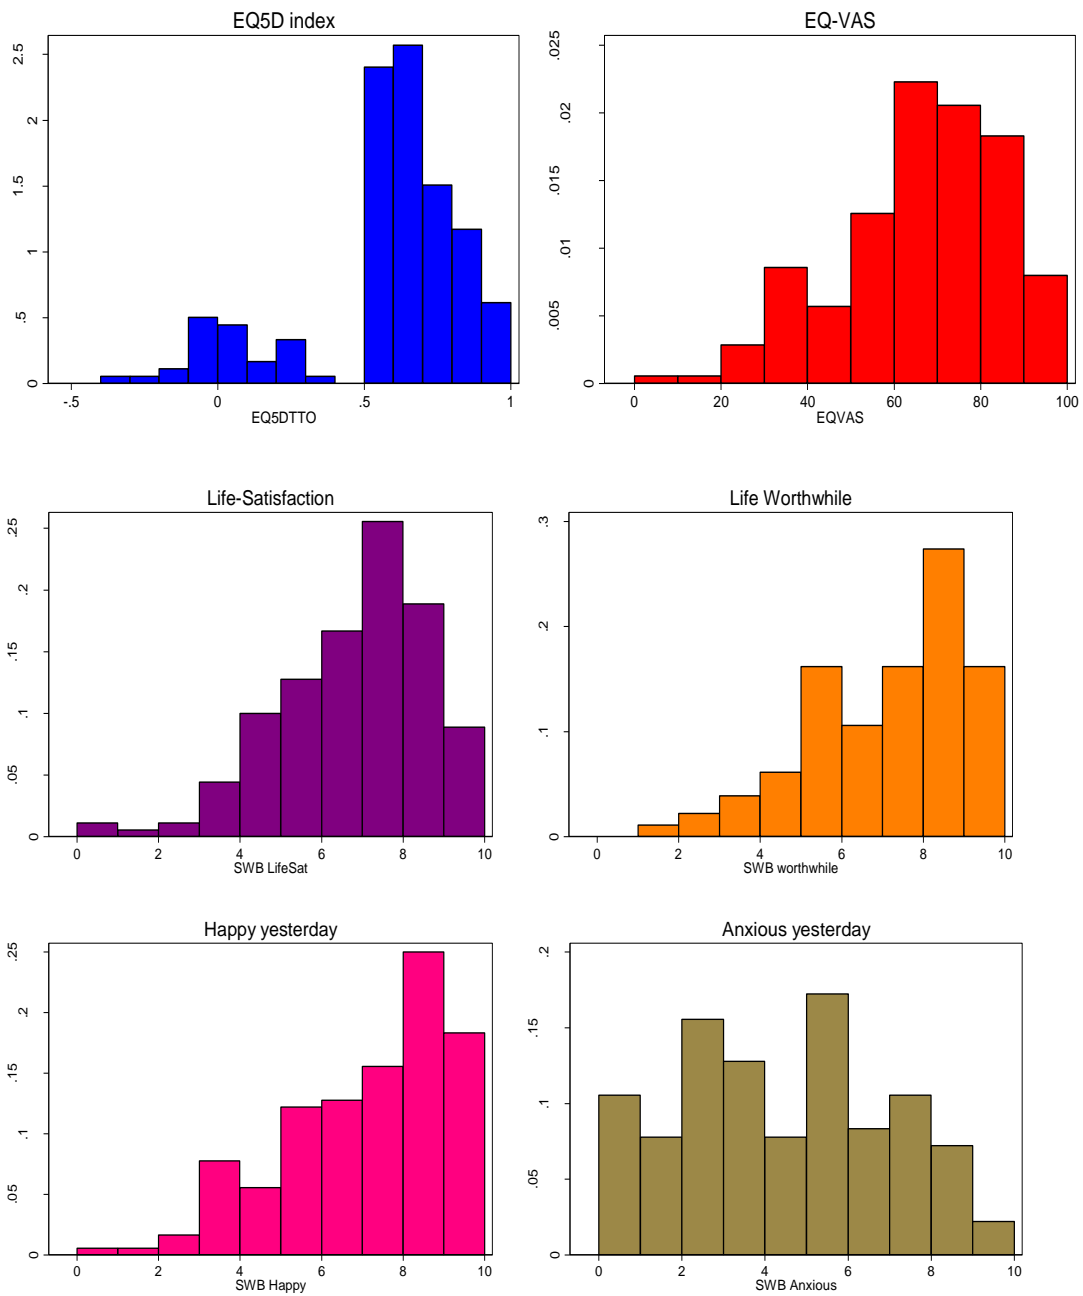 EQ5D index
2.5
2
1.5
1
.5
0
-.5 0 .5 1
EQ5DTTO
EQ-VAS
.025
.02
.015
.01
.005
0
0 20 40 60 80 100
EQVAS
Life-Satisfaction
.25
.2
.15
.1
.05
0
0 2 4 6 8 10
SWB LifeSat
Life Worthwhile
.3
.2
.1
0
0 2 4 6 8 10
SWB worthwhile
Happy yesterday
.25
.2
.15
.1
.05
0
0 2 4 6 8 10
SWB Happy
Anxious yesterday
.2
.15
.1
.05
0
0 2 4 6 8 10
SWB Anxious